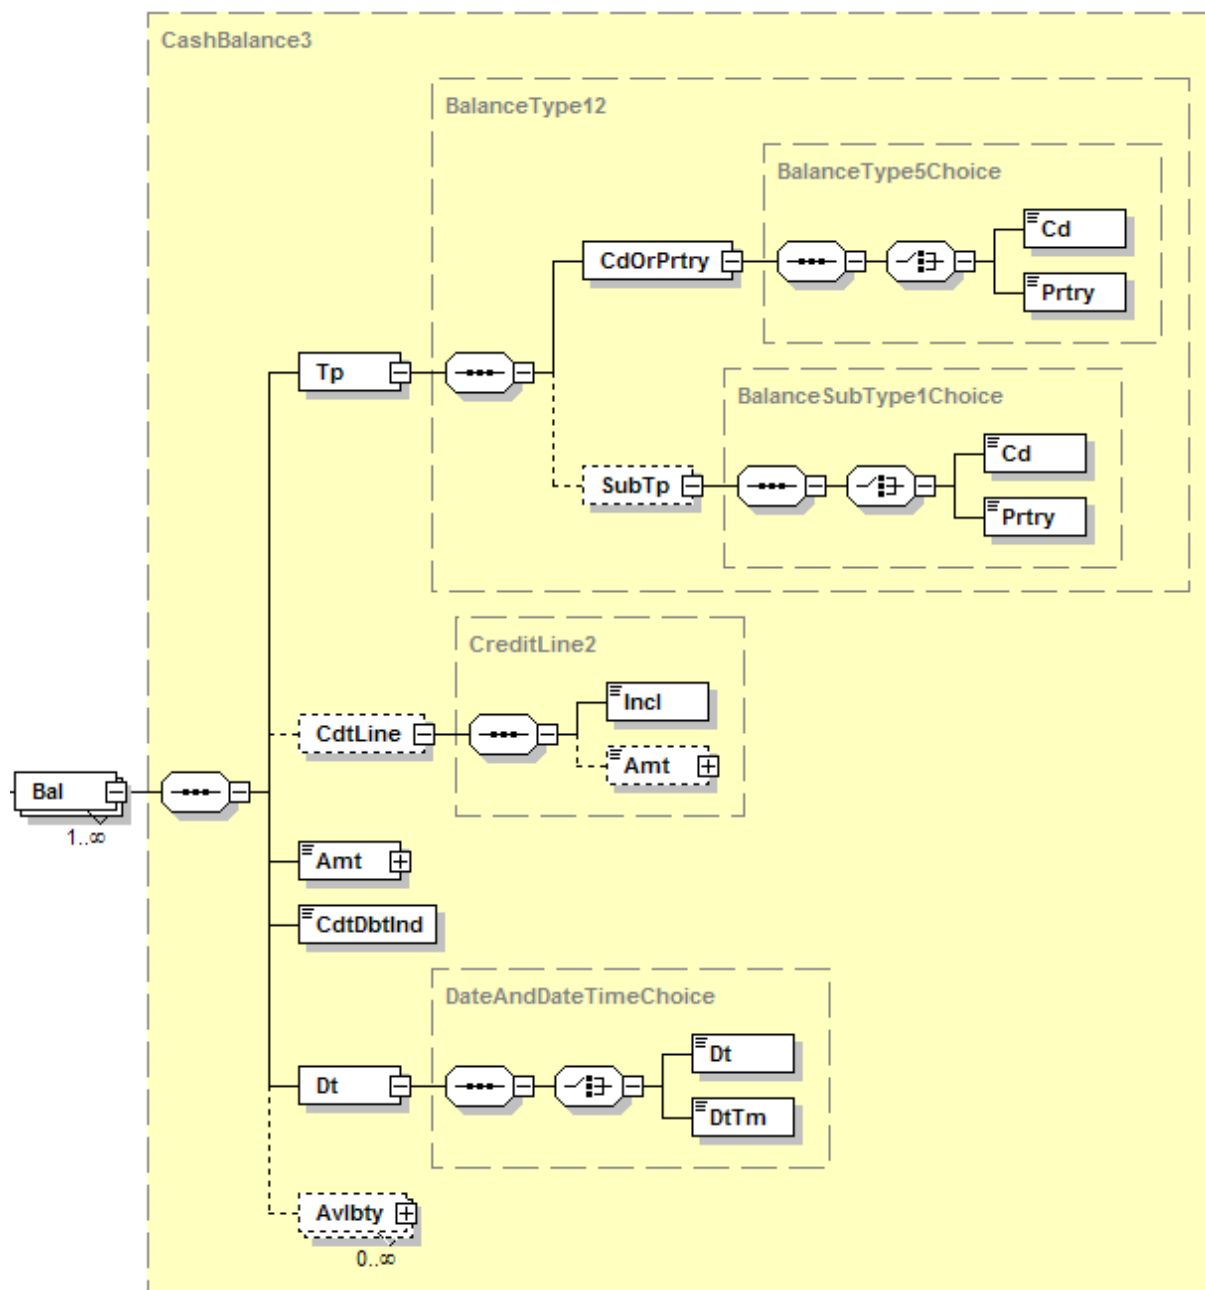 CashBalance3
BalanceType12
BalanceType5Choice
Cd
CdOrPrtry
Prtry
Tp
BalanceSubType1Choice
Cd
SubTp
Prtry
CreditLine2
Incl
CdtLine
Amt
Bal
1..∞
Amt
CdtDbtInd
DateAndDateTimeChoice
Dt
Dt
DtTm
Avlbty
0..∞